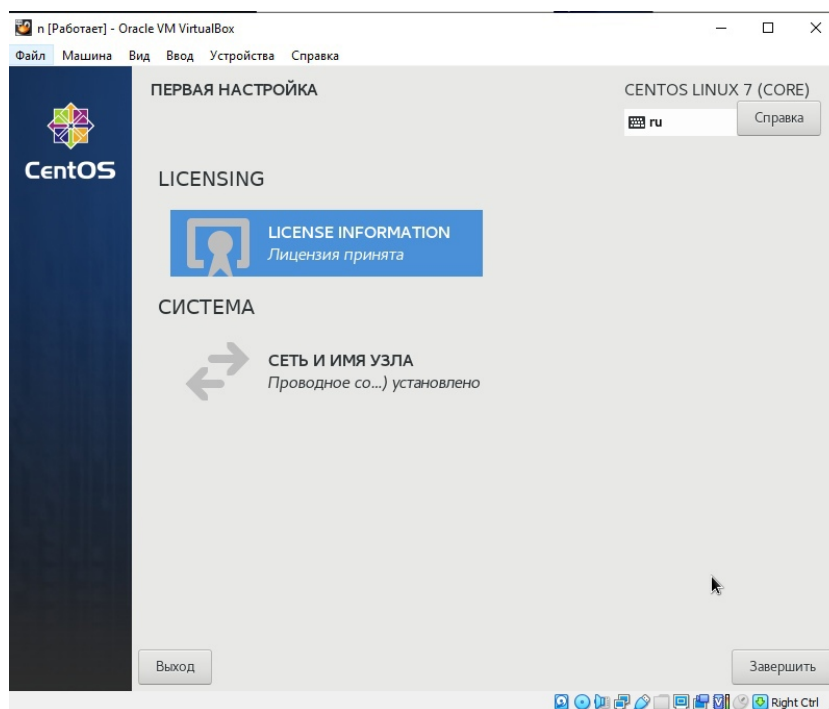 n [Работает] - Oracle VM VirtualBox
Файл Машина Вид Ввод Устройства Справка
ПЕРВАЯ НАСТРОЙКА
CENTOS LINUX 7 (CORE)
ru
Справка
CentOS
LICENSING
LICENSE INFORMATION
Лицензия принята
СИСТЕМА
СЕТЬ И ИМЯ УЗЛА
Проводное со...) установлено
Выход
Завершить
Right Ctrl